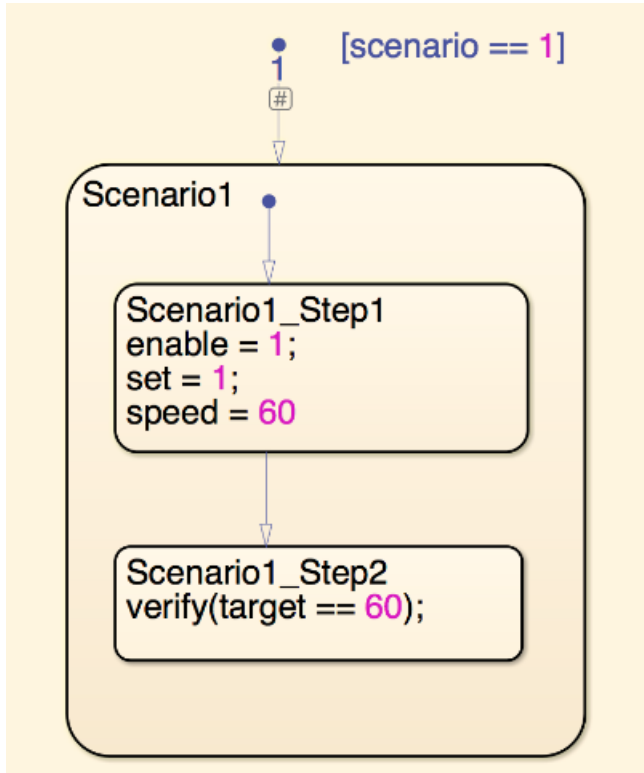 [scenario == 1]
1
#
Scenario1
Scenario1_Step1
enable = 1;
set = 1;
speed = 60
Scenario1_Step2
verify(target == 60);